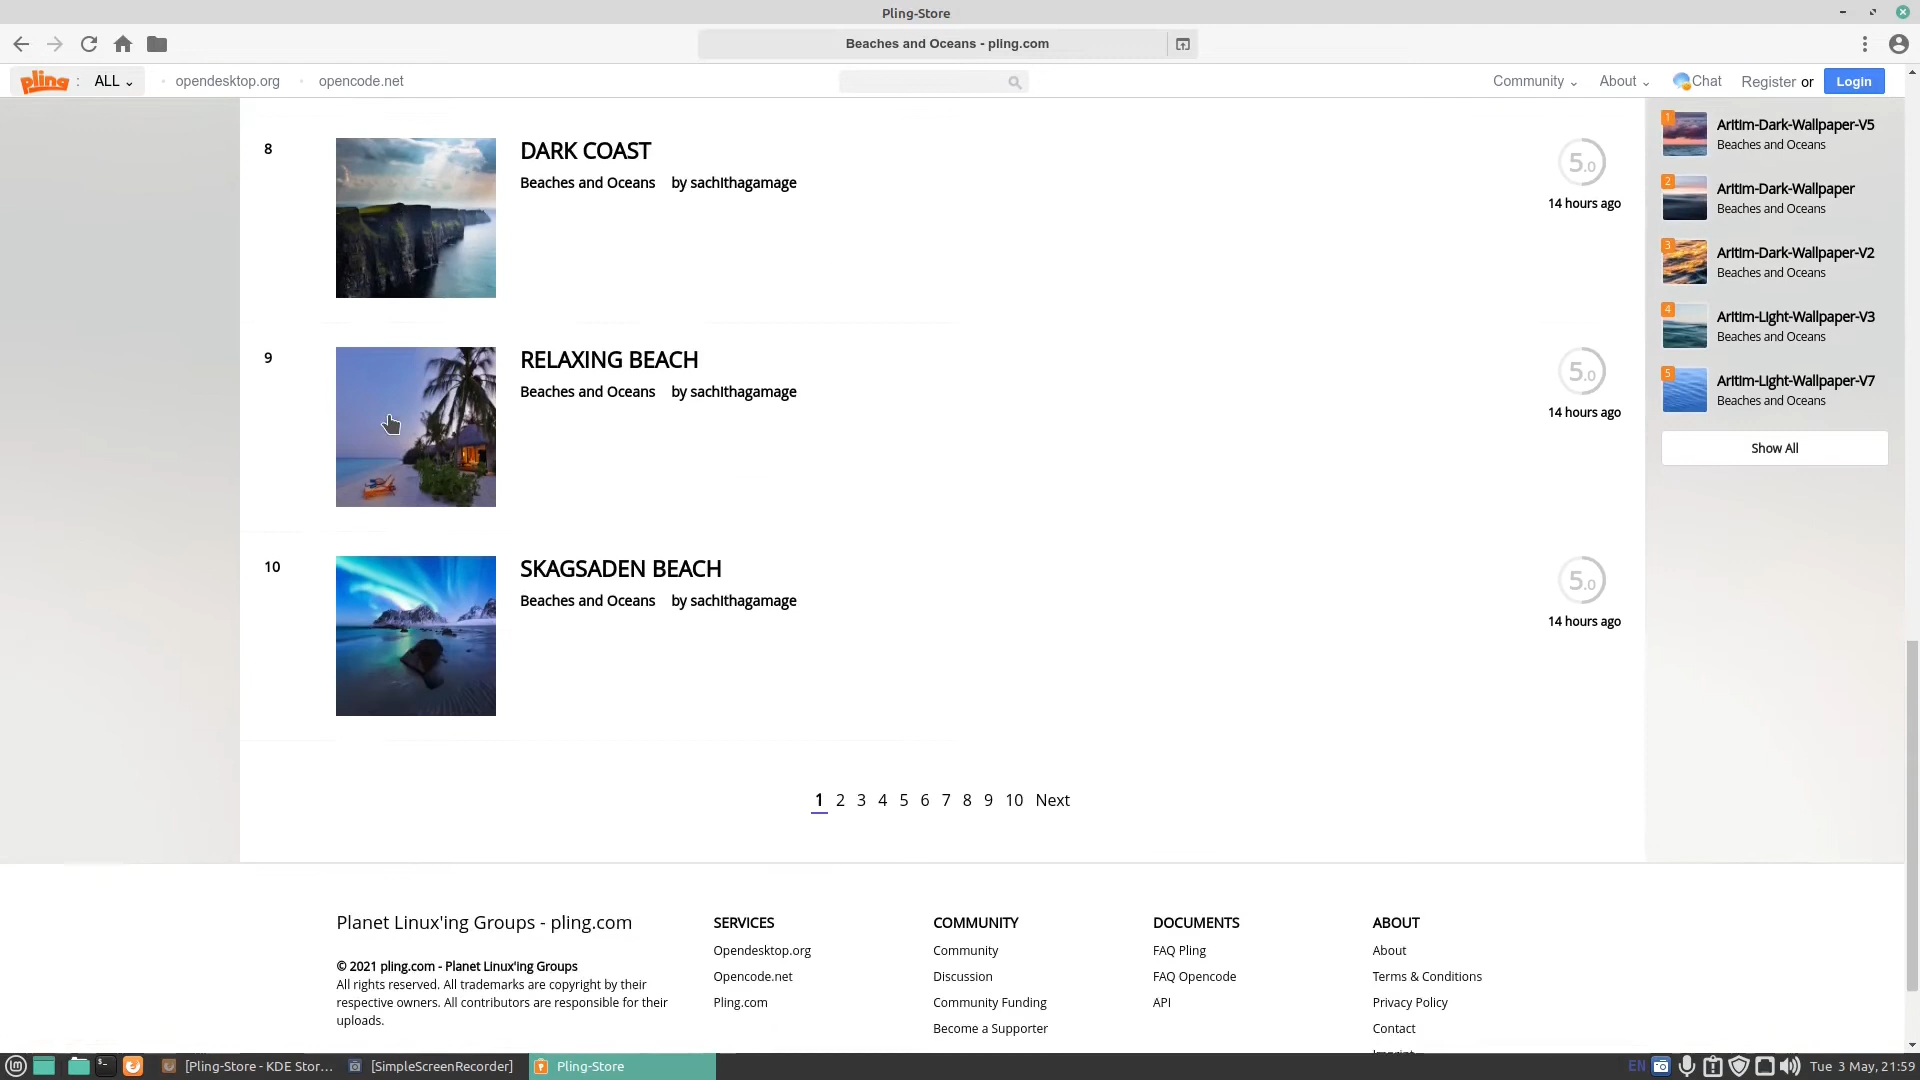 Pling-Store
Beaches and Oceans - pling.com
pling : ALL
opendesktop.org
opencode.net
Community
About
Chat
Register or
Login
8
DARK COAST
Beaches and Oceans by sachithagamage
5.0
14 hours ago
9
RELAXING BEACH
Beaches and Oceans by sachithagamage
5.0
14 hours ago
10
SKAGSADEN BEACH
Beaches and Oceans by sachithagamage
5.0
14 hours ago
1 2 3 4 5 6 7 8 9 10 Next
1
Aritim-Dark-Wallpaper-V5
Beaches and Oceans
2
Aritim-Dark-Wallpaper
Beaches and Oceans
3
Aritim-Dark-Wallpaper-V2
Beaches and Oceans
4
Aritim-Light-Wallpaper-V3
Beaches and Oceans
5
Aritim-Light-Wallpaper-V7
Beaches and Oceans
Show All
Planet Linux'ing Groups - pling.com
© 2021 pling.com - Planet Linux'ing Groups
All rights reserved. All trademarks are copyright by their
respective owners. All contributors are responsible for their
uploads.
SERVICES
Opendesktop.org
Opencode.net
Pling.com
COMMUNITY
Community
Discussion
Community Funding
Become a Supporter
DOCUMENTS
FAQ Pling
FAQ Opencode
API
ABOUT
About
Terms & Conditions
Privacy Policy
Contact
[Pling-Store - KDE Stor...
[SimpleScreenRecorder]
Pling-Store
EN
Tue 3 May, 21:59